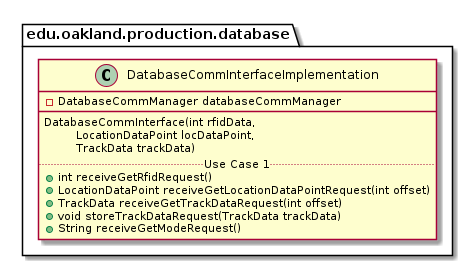 edu.oakland.production.database
C DatabaseCommInterfaceImplementation
DatabaseCommManager databaseCommManager
DatabaseCommInterface(int rfidData,
LocationDataPoint locDataPoint,
TrackData trackData)
Use Case 1
int receiveGetRfidRequest()
LocationDataPoint receiveGetLocationDataPointRequest(int offset)
TrackData receiveGetTrackDataRequest(int offset)
void storeTrackDataRequest(TrackData trackData)
String receiveGetModeRequest()